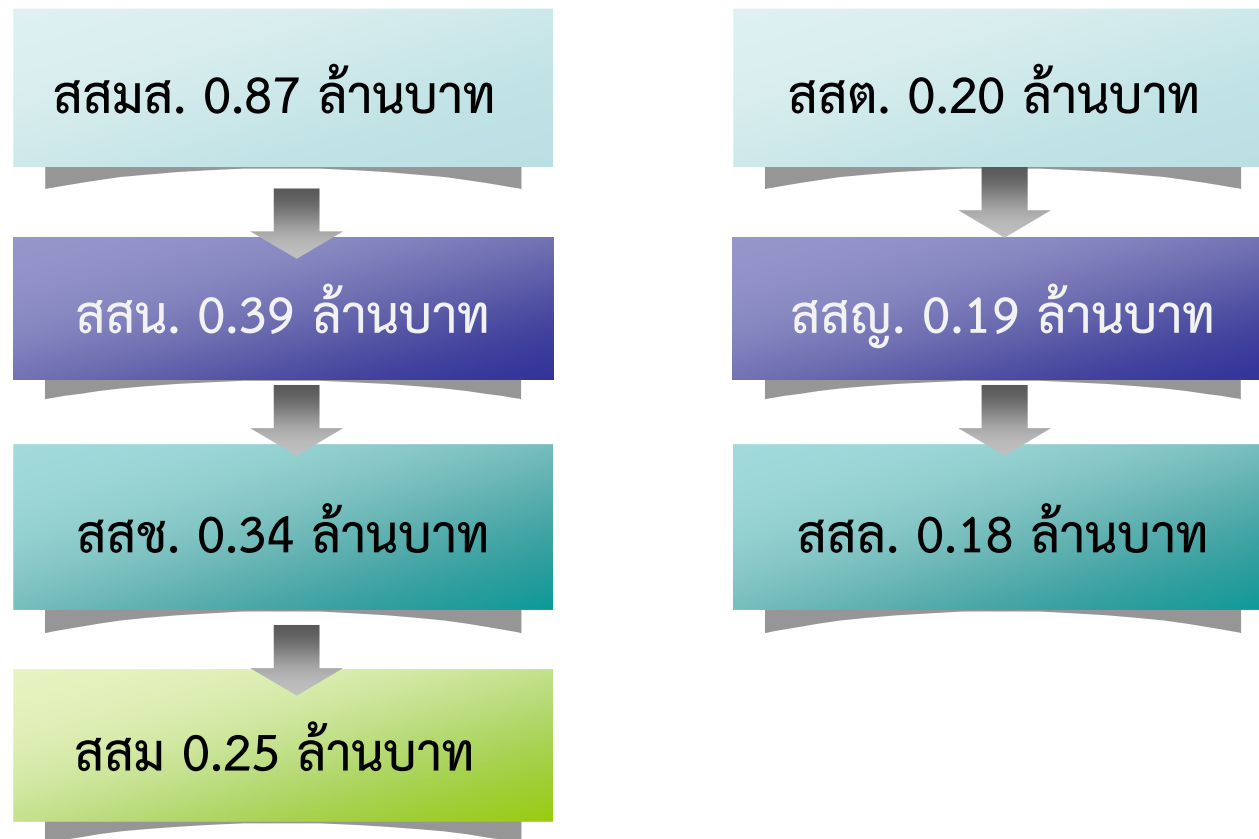 สสมส. 0.87 ล้านบาท
สสน. 0.39 ล้านบาท
สสช. 0.34 ล้านบาท
สสม 0.25 ล้านบาท
สสต. 0.20 ล้านบาท
สสญ. 0.19 ล้านบาท
สสล. 0.18 ล้านบาท